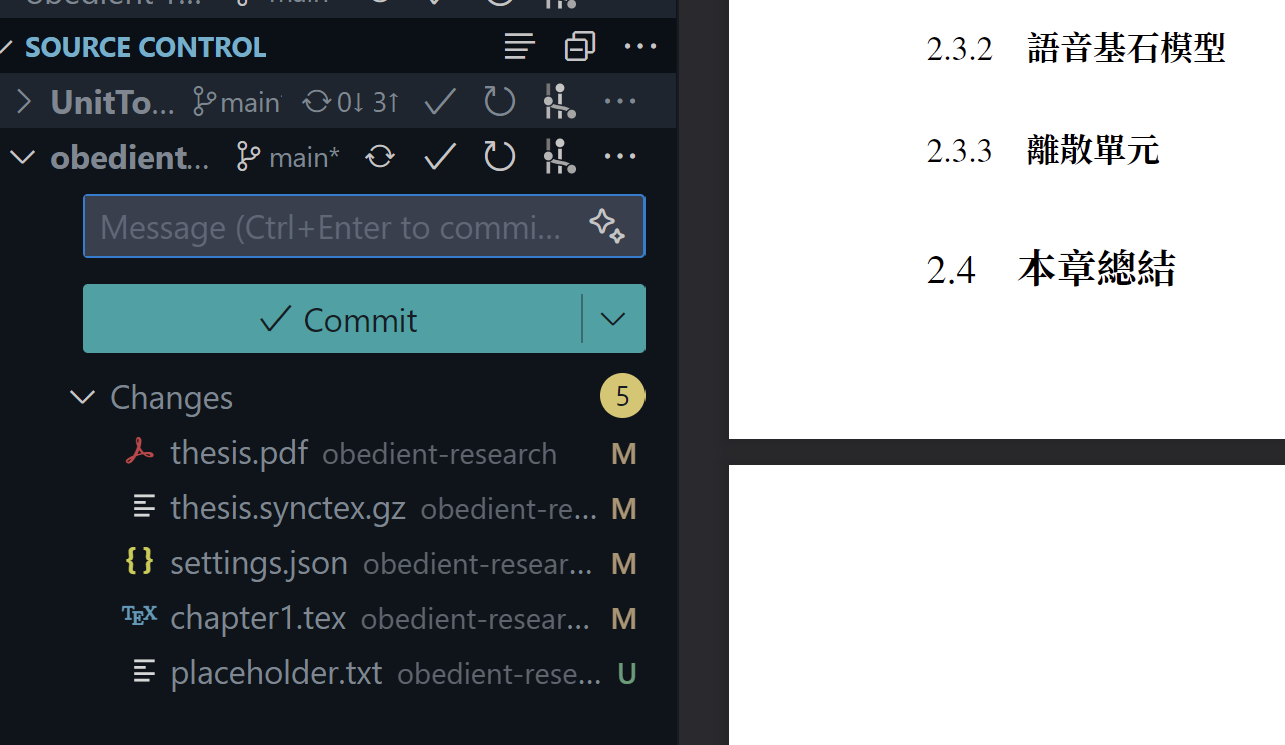 SOURCE CONTROL
UnitTo... main 0↓ 3↑
obedient... main*
Message (Ctrl+Enter to commi...
Commit
Changes 5
thesis.pdf obedient-research M
thesis.synctex.gz obedient-re... M
settings.json obedient-resear... M
TEX chapter1.tex obedient-resear... M
placeholder.txt obedient-rese... U
2.3.2 語音基石模型
2.3.3 離散單元
2.4 本章總結